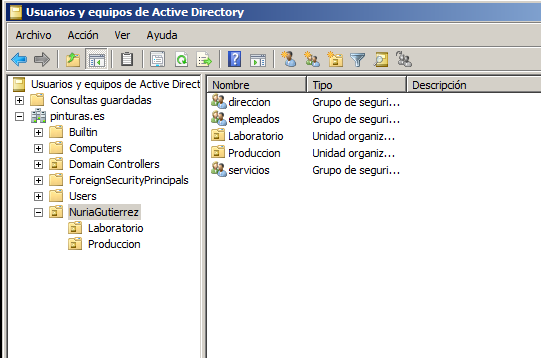 Usuarios y equipos de Active Directory
Archivo Acción Ver Ayuda
Usuarios y equipos de Active Direct
Consultas guardadas
pinturas.es
Builtin
Computers
Domain Controllers
ForeignSecurityPrincipals
Users
NuriaGutierrez
Laboratorio
Produccion
Nombre Tipo Descripción
direccion Grupo de seguri...
empleados Grupo de seguri...
Laboratorio Unidad organiz...
Produccion Unidad organiz...
servicios Grupo de seguri...